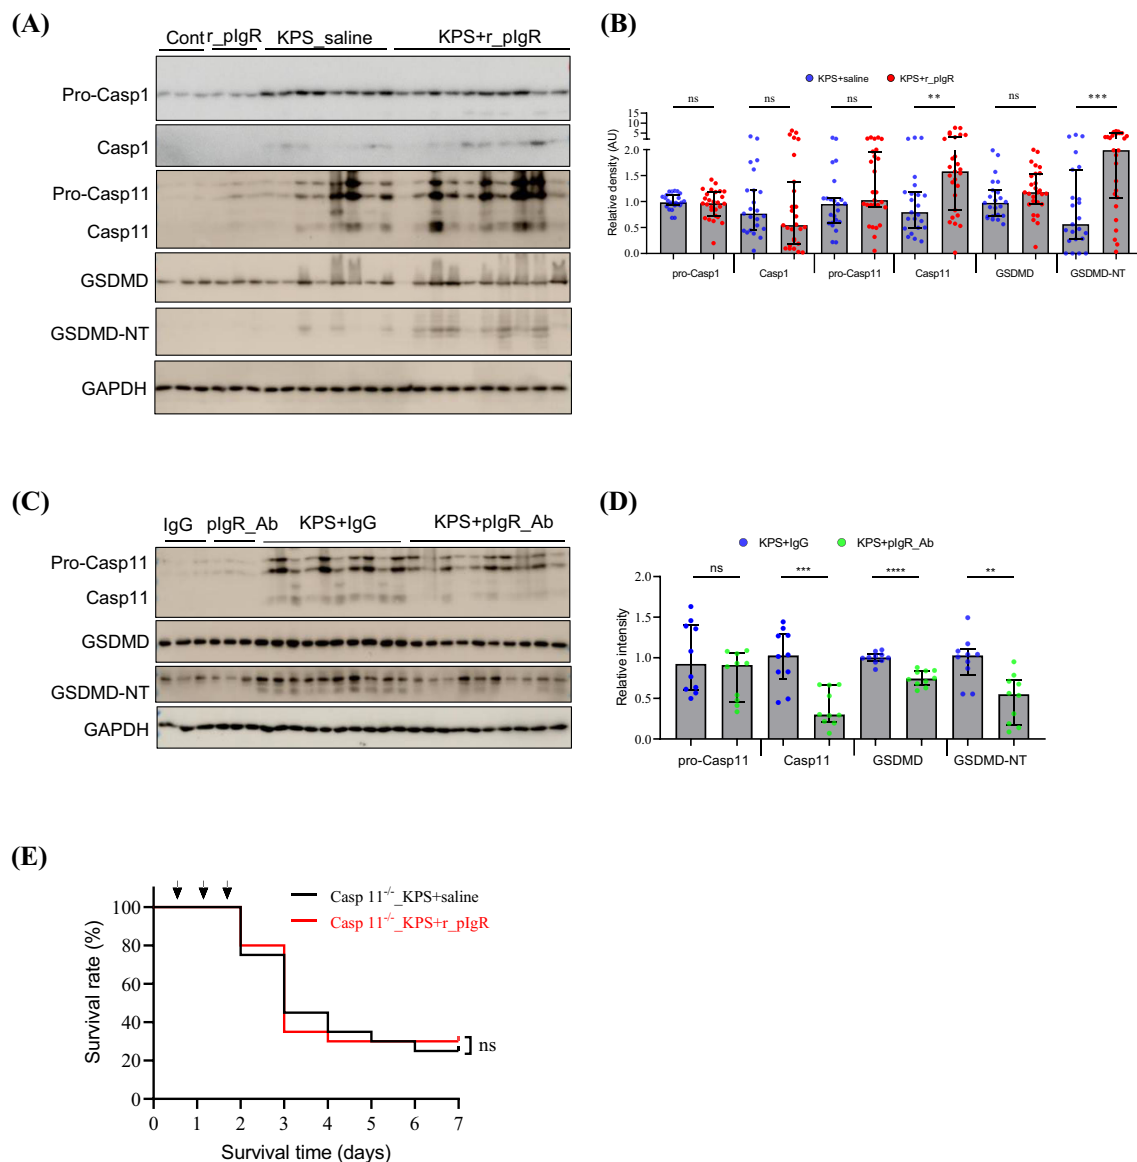 (A)
Cont r_pIgR KPS_saline KPS+r_pIgR
Pro-Casp1
Casp1
Pro-Casp11
Casp11
GSDMD
GSDMD-NT
GAPDH
(B)
KPS+saline KPS+r_pIgR
ns ns ns ** ns ***
Relative density (AU)
15
10
5
2.0
1.5
1.0
0.5
0.0
pro-Casp1 Casp1 pro-Casp11 Casp11 GSDMD GSDMD-NT
(C)
IgG pIgR_Ab KPS+IgG KPS+pIgR_Ab
Pro-Casp11
Casp11
GSDMD
GSDMD-NT
GAPDH
(D)
KPS+IgG KPS+pIgR_Ab
ns *** **** **
Relative intensity
2.0
1.5
1.0
0.5
0.0
pro-Casp11 Casp11 GSDMD GSDMD-NT
(E)
Casp 11-/-_KPS+saline
Casp 11-/-_KPS+r_pIgR
Survival rate (%)
100
80
60
40
20
0
ns
0 1 2 3 4 5 6 7
Survival time (days)